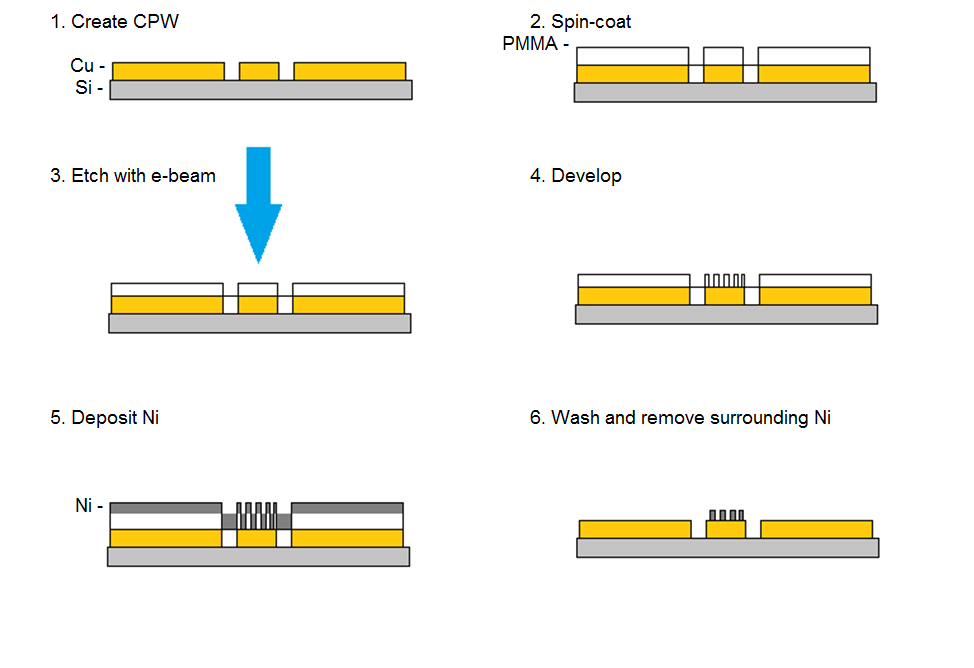 1. Create CPW
2. Spin-coat
PMMA -
Cu -
Si -
3. Etch with e-beam
4. Develop
5. Deposit Ni
6. Wash and remove surrounding Ni
Ni -